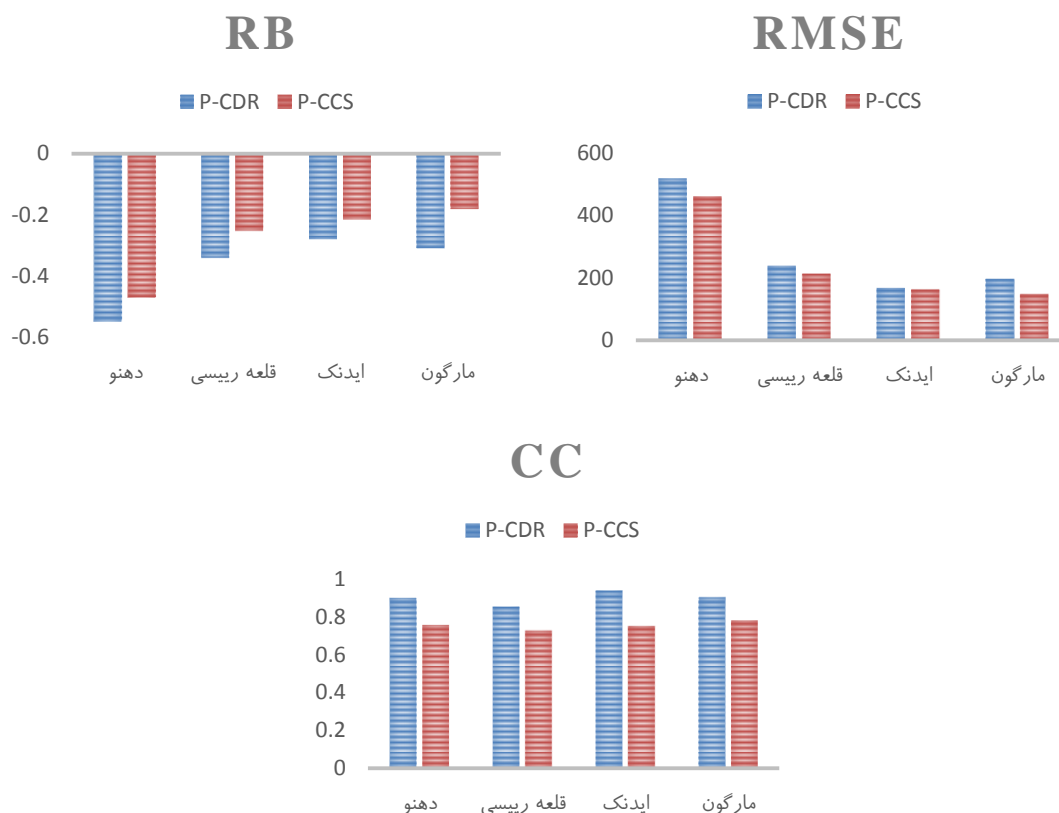 RB
P-CDR P-CCS
0
-0.2
-0.4
-0.6
دهنو
قلعه رییسی
ایدنک
مارگون
RMSE
P-CDR P-CCS
600
400
200
0
دهنو
قلعه رییسی
ایدنک
مارگون
CC
P-CDR P-CCS
1
0.8
0.6
0.4
0.2
0
دهنو
قلعه رییسی
ایدنک
مارگون